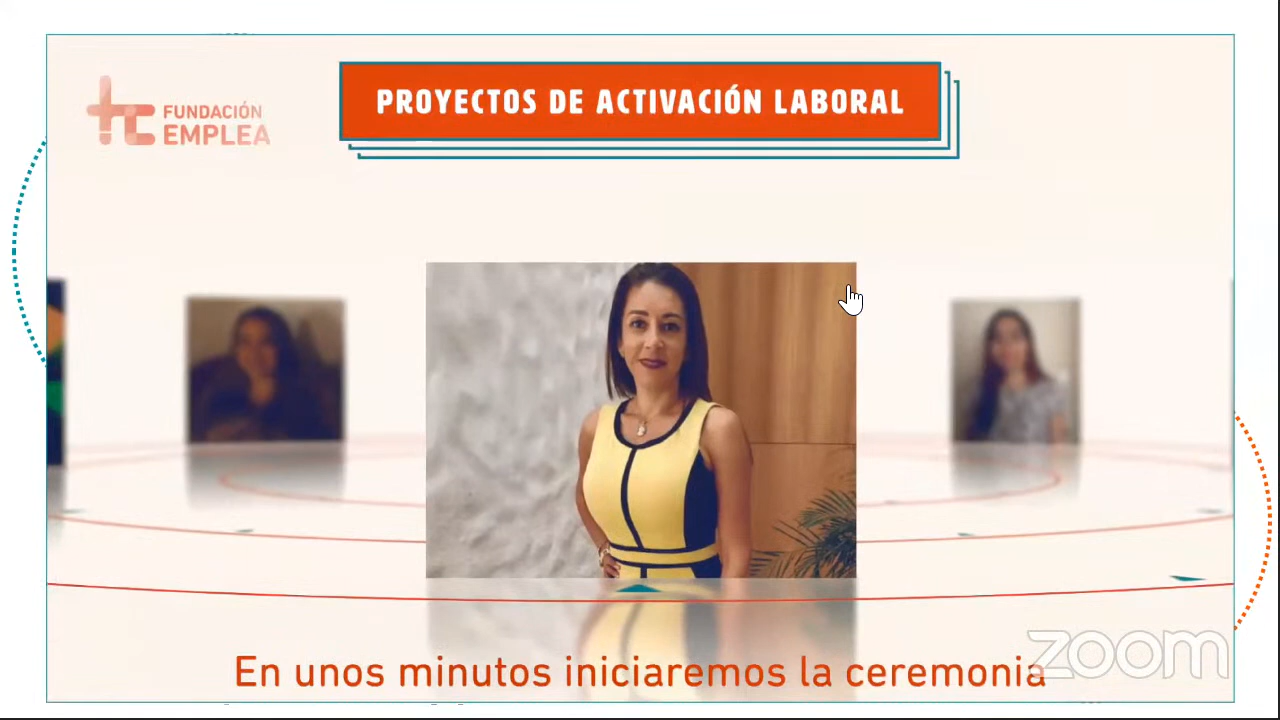 FUNDACIÓN
EMPLEA
PROYECTOS DE ACTIVACIÓN LABORAL
En unos minutos iniciaremos la ceremonia
zoom